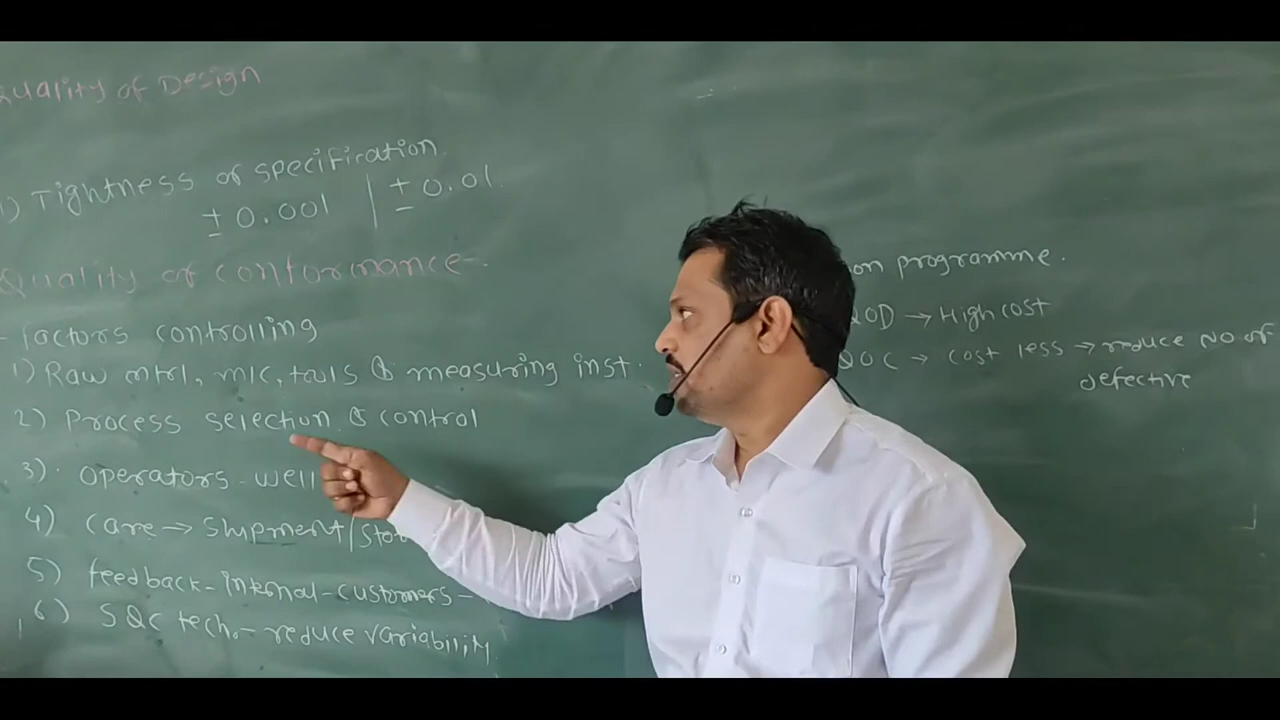 Quality of Design
1) Tightness of specification.
± 0.001 | ± 0.01.
Quality of conformance-.
- factors controlling
1) Raw mtrl, m/c, tools & measuring inst.
2) Process selection & control
3). operators - well
4) Care → Shipment/Sto
5) feedback - internal - customers -
6) SQC tech. - reduce variability
on programme.
QOD → High cost
QOC → cost less → reduce No of
defective